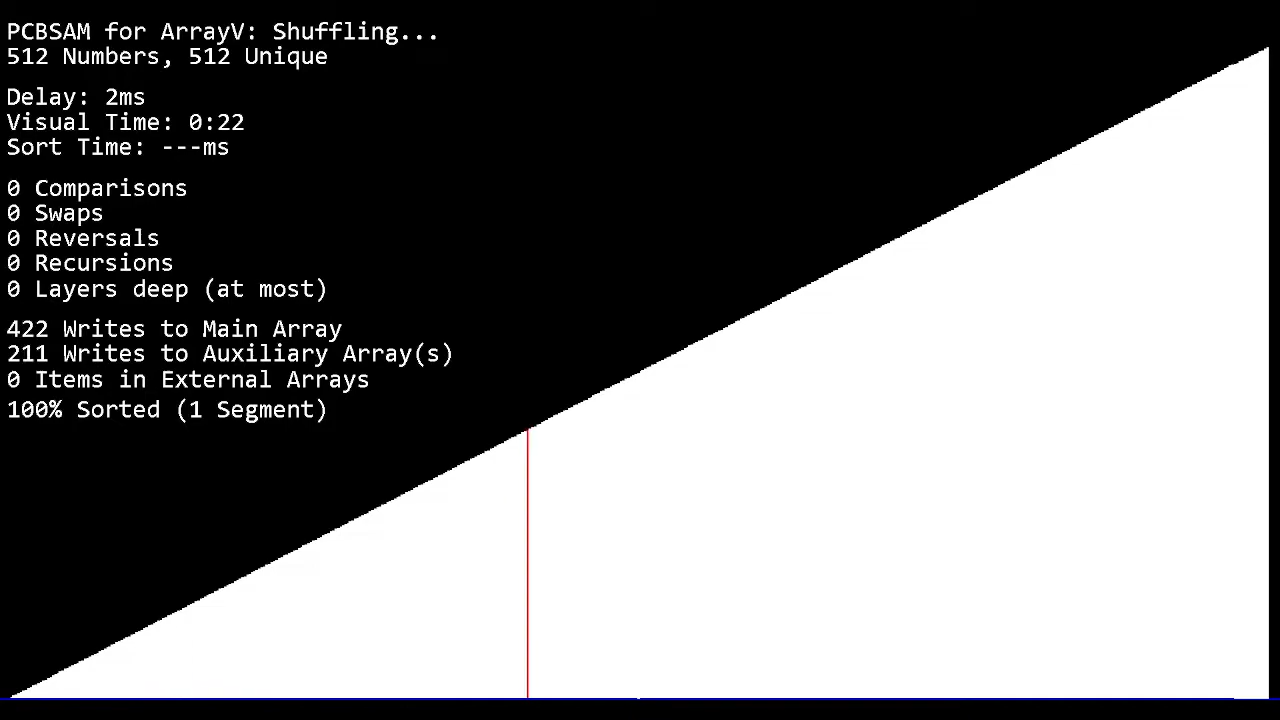 PCBSAM for ArrayV: Shuffling...
512 Numbers, 512 Unique
Delay: 2ms
Visual Time: 0:22
Sort Time: ---ms
0 Comparisons
0 Swaps
0 Reversals
0 Recursions
0 Layers deep (at most)
422 Writes to Main Array
211 Writes to Auxiliary Array(s)
0 Items in External Arrays
100% Sorted (1 Segment)